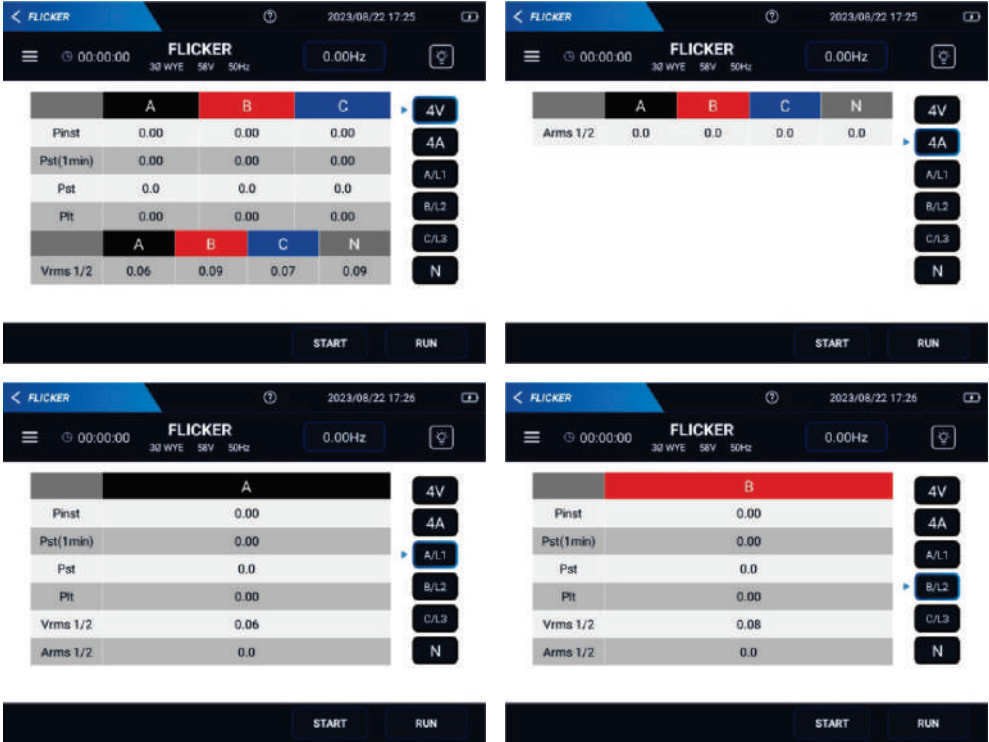 FLICKER 2023/08/22 17:25
00:00:00 FLICKER 0.00Hz
3Ø WYE 58V 50Hz
A B C
Pinst 0.00 0.00 0.00
Pst(1min) 0.00 0.00 0.00
Pst 0.0 0.0 0.0
Plt 0.00 0.00 0.00
A B C N
Vrms 1/2 0.06 0.09 0.07 0.09
4V
4A
A/L1
B/L2
C/L3
N
START RUN
FLICKER 2023/08/22 17:25
00:00:00 FLICKER 0.00Hz
3Ø WYE 58V 50Hz
A B C N
Arms 1/2 0.0 0.0 0.0 0.0
4V
4A
A/L1
B/L2
C/L3
N
START RUN
FLICKER 2023/08/22 17:26
00:00:00 FLICKER 0.00Hz
3Ø WYE 58V 50Hz
A
Pinst 0.00
Pst(1min) 0.00
Pst 0.0
Plt 0.00
Vrms 1/2 0.06
Arms 1/2 0.0
4V
4A
A/L1
B/L2
C/L3
N
START RUN
FLICKER 2023/08/22 17:26
00:00:00 FLICKER 0.00Hz
3Ø WYE 58V 50Hz
B
Pinst 0.00
Pst(1min) 0.00
Pst 0.0
Plt 0.00
Vrms 1/2 0.08
Arms 1/2 0.0
4V
4A
A/L1
B/L2
C/L3
N
START RUN